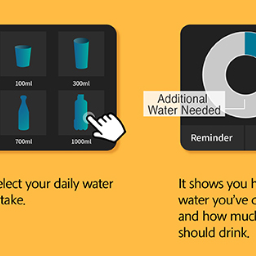 100ml
300ml
700ml
1000ml
elect your daily water
take.
Additional
Water Needed
Reminder
It shows you h
water you've
and how much
should drink.